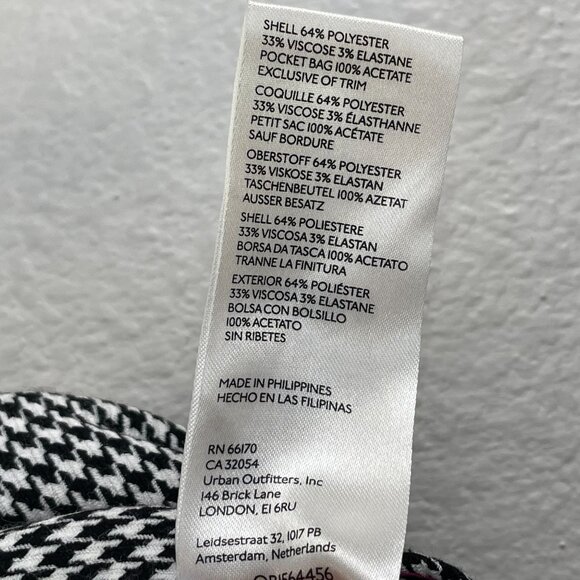 SHELL 64% POLYESTER
33% VISCOSE 3% ELASTANE
POCKET BAG 100% ACETATE
EXCLUSIVE OF TRIM
COQUILLE 64% POLYESTER
33% VISCOSE 3% ÉLASTHANNE
PETIT SAC 100% ACÉTATE
SAUF BORDURE
OBERSTOFF 64% POLYESTER
33% VISKOSE 3% ELASTAN
TASCHENBEUTEL 100% AZETAT
AUSSER BESATZ
SHELL 64% POLIESTERE
33% VISCOSA 3% ELASTAN
BORSA DA TASCA 100% ACETATO
TRANNE LA FINITURA
EXTERIOR 64% POLIÉSTER
33% VISCOSA 3% ELASTANE
BOLSA CON BOLSILLO
100% ACETATO
SIN RIBETES
MADE IN PHILIPPINES
HECHO EN LAS FILIPINAS
RN 66170
CA 32054
Urban Outfitters, Inc
146 Brick Lane
LONDON, E1 6RU
Leidsestraat 32, 1017 PB
Amsterdam, Netherlands